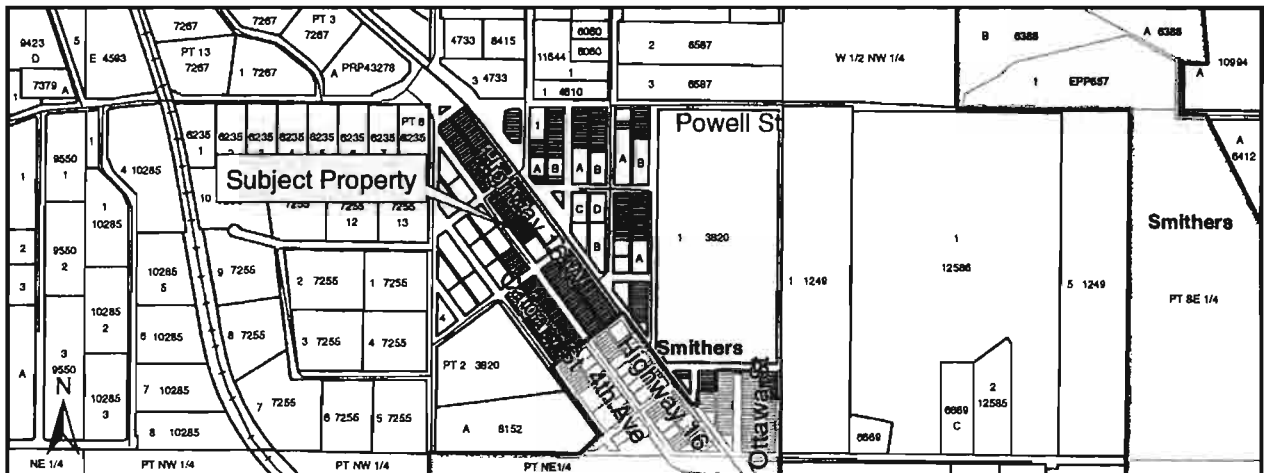 9423
D
5
E 4593
7379
A
1
7267
PT 13
7267
7267
1 7267
PT 3
7267
A PRP43278
4733
8415
3 4733
11644
6060
6060
1
1 4610
2 6587
3 6587
W 1/2 NW 1/4
B 6388
A 6388
1 EPP657
A
10994
A
6412
9550
1
1
4 10285
6235
1
6235
6235
6235
6235
6235
PT 6
6235
Subject Property
10
7255
7255
12
7255
13
Highway 16
1
A
B
A
B
C
D
B
A
Powell St
1 3820
Smithers
1
10285
9550
2
10285
5
9 7255
2 7255
1 7255
1 1249
1
12586
5 1249
Smithers
PT SE 1/4
1
2
3
A
10285
2
6 10285
8 7255
3 7255
4 7255
4
3
9550
7 10285
10285
3
8 10285
7
7255
6 7255
5 7255
PT 2 3820
A 8152
4th Ave
Highway 16
Ottawa St
6669
6669
C
2
12585
N
NE 1/4
PT NW 1/4
PT NW 1/4
PT NE1/4